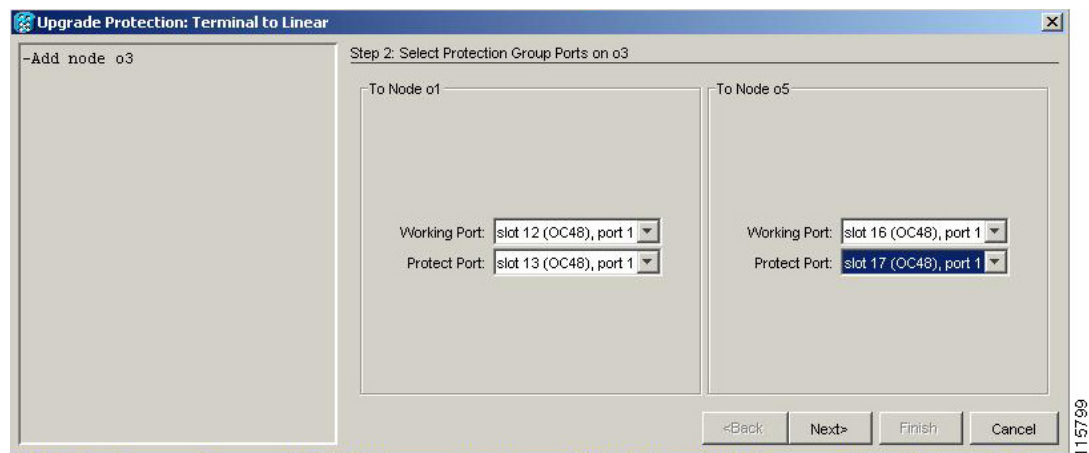 Upgrade Protection: Terminal to Linear
-Add node o3
Step 2: Select Protection Group Ports on o3
To Node o1
Working Port: slot 12 (OC48), port 1
Protect Port: slot 13 (OC48), port 1
To Node o5
Working Port: slot 16 (OC48), port 1
Protect Port: slot 17 (OC48), port 1
<Back Next> Finish Cancel
115799